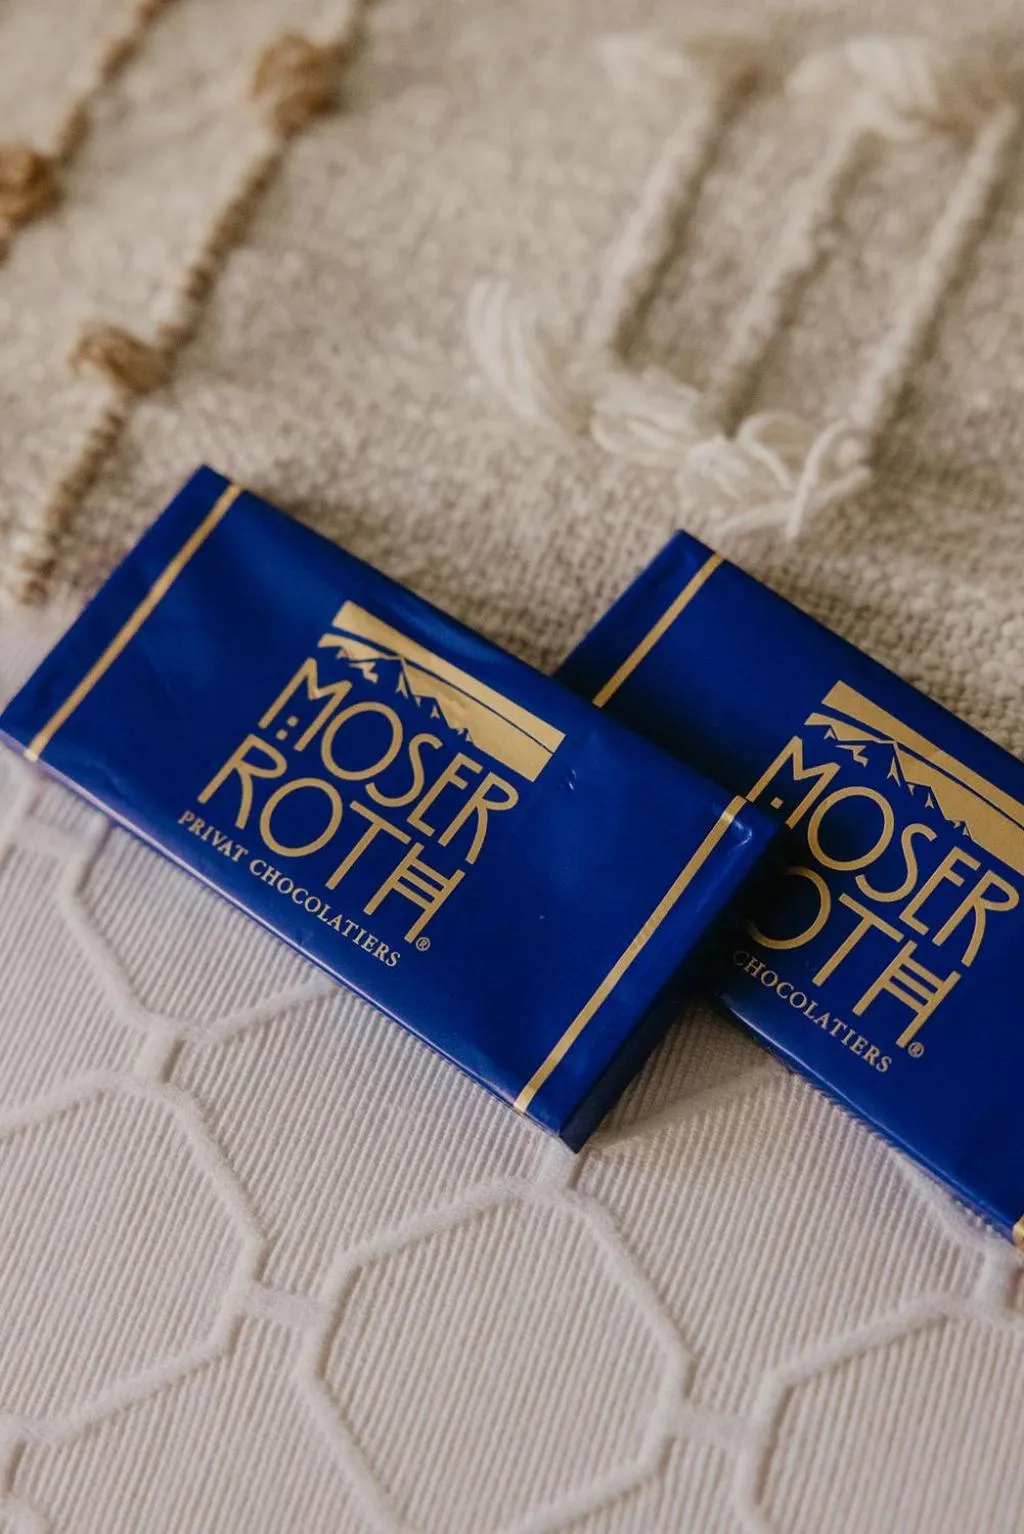 MOSER
ROTH®
PRIVAT CHOCOLATIERS
MOSER
OTH®
CHOCOLATIERS